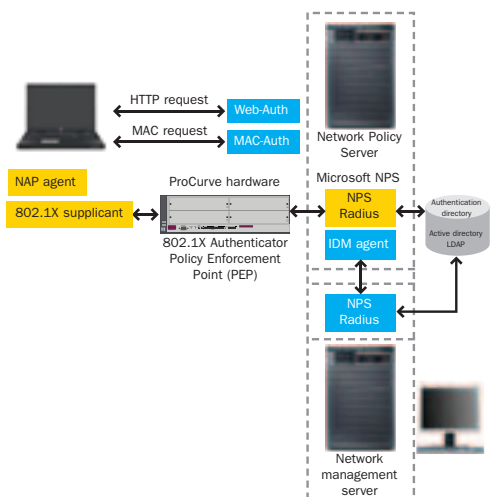 HTTP request
Web-Auth
MAC request
MAC-Auth
Network Policy
Server
NAP agent
ProCurve hardware
Microsoft NPS
802.1X supplicant
NPS
Radius
Authentication
directory
Active directory
LDAP
802.1X Authenticator
Policy Enforcement
Point (PEP)
IDM agent
NPS
Radius
Network
management
server